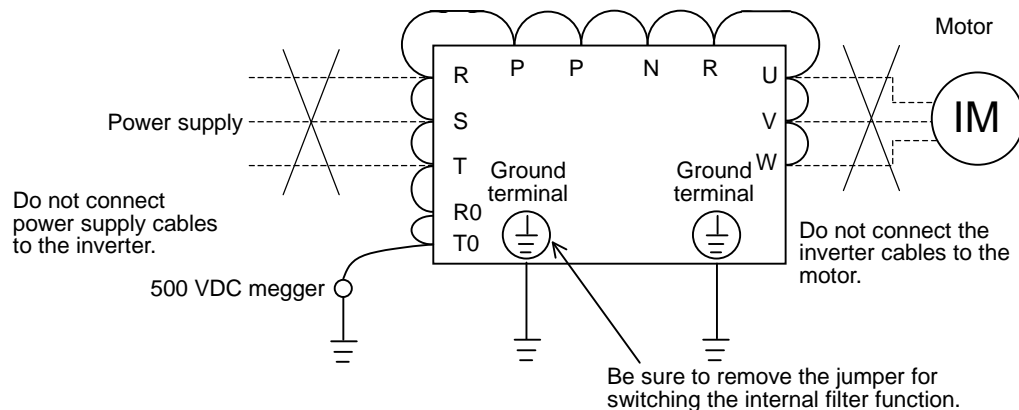 Motor
R P P N R U
IM
Power supply S V
T W
Ground terminal
Ground terminal
Do not connect
power supply cables
to the inverter.
R0
T0
Do not connect the
inverter cables to the
motor.
500 VDC megger
Be sure to remove the jumper for
switching the internal filter function.